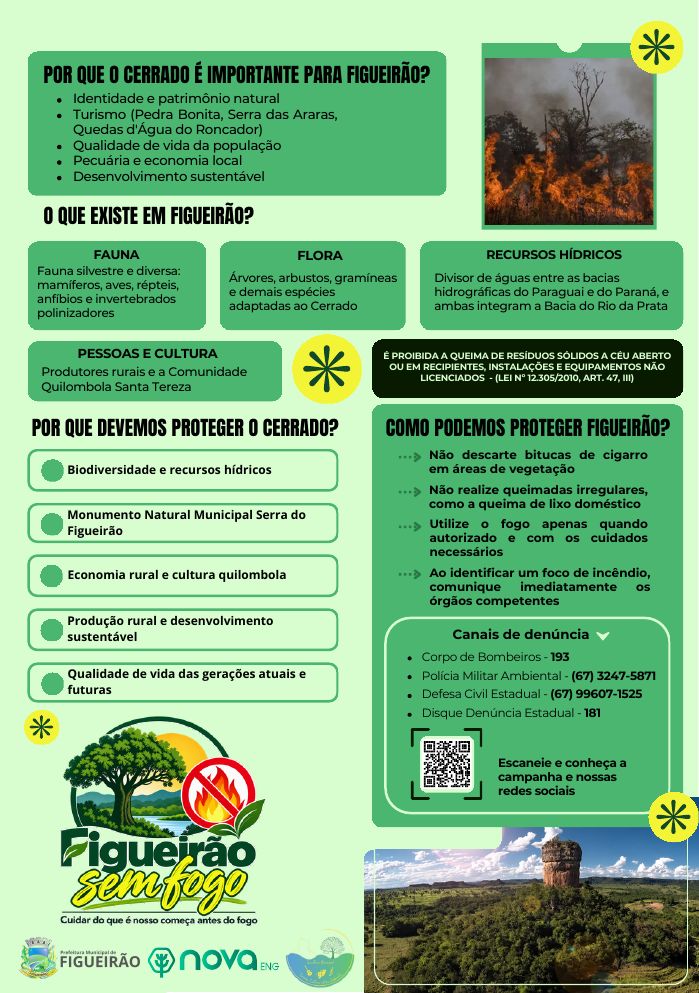 POR QUE O CERRADO É IMPORTANTE PARA FIGUEIRÃO?
• Identidade e patrimônio natural
• Turismo (Pedra Bonita, Serra das Araras,
Quedas d'Água do Roncador)
• Qualidade de vida da população
• Pecuária e economia local
• Desenvolvimento sustentável
O QUE EXISTE EM FIGUEIRÃO?
FAUNA
Fauna silvestre e diversa:
mamíferos, aves, répteis,
anfíbios e invertebrados
polinizadores
FLORA
Árvores, arbustos, gramíneas
e demais espécies
adaptadas ao Cerrado
RECURSOS HÍDRICOS
Divisor de águas entre as bacias
hidrográficas do Paraguai e do Paraná, e
ambas integram a Bacia do Rio da Prata
PESSOAS E CULTURA
Produtores rurais e a Comunidade
Quilombola Santa Tereza
É PROIBIDA A QUEIMA DE RESÍDUOS SÓLIDOS A CÉU ABERTO
OU EM RECIPIENTES, INSTALAÇÕES E EQUIPAMENTOS NÃO
LICENCIADOS - (LEI Nº 12.305/2010, ART. 47, III)
POR QUE DEVEMOS PROTEGER O CERRADO?
Biodiversidade e recursos hídricos
Monumento Natural Municipal Serra do
Figueirão
Economia rural e cultura quilombola
Produção rural e desenvolvimento
sustentável
Qualidade de vida das gerações atuais e
futuras
COMO PODEMOS PROTEGER FIGUEIRÃO?
Não descarte bitucas de cigarro
em áreas de vegetação
Não realize queimadas irregulares,
como a queima de lixo doméstico
Utilize o fogo apenas quando
autorizado e com os cuidados
necessários
Ao identificar um foco de incêndio,
comunique imediatamente os
órgãos competentes
Canais de denúncia
• Corpo de Bombeiros - 193
• Polícia Militar Ambiental - (67) 3247-5871
• Defesa Civil Estadual - (67) 99607-1525
• Disque Denúncia Estadual - 181
Escaneie e conheça a
campanha e nossas
redes sociais
Figueirão
sem fogo
Cuidar do que é nosso começa antes do fogo
Prefeitura Municipal de
FIGUEIRÃO
nova ENG